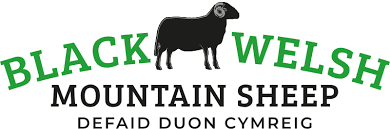 BLACK WELSH
MOUNTAIN SHEEP
DEFAID DUON CYMREIG